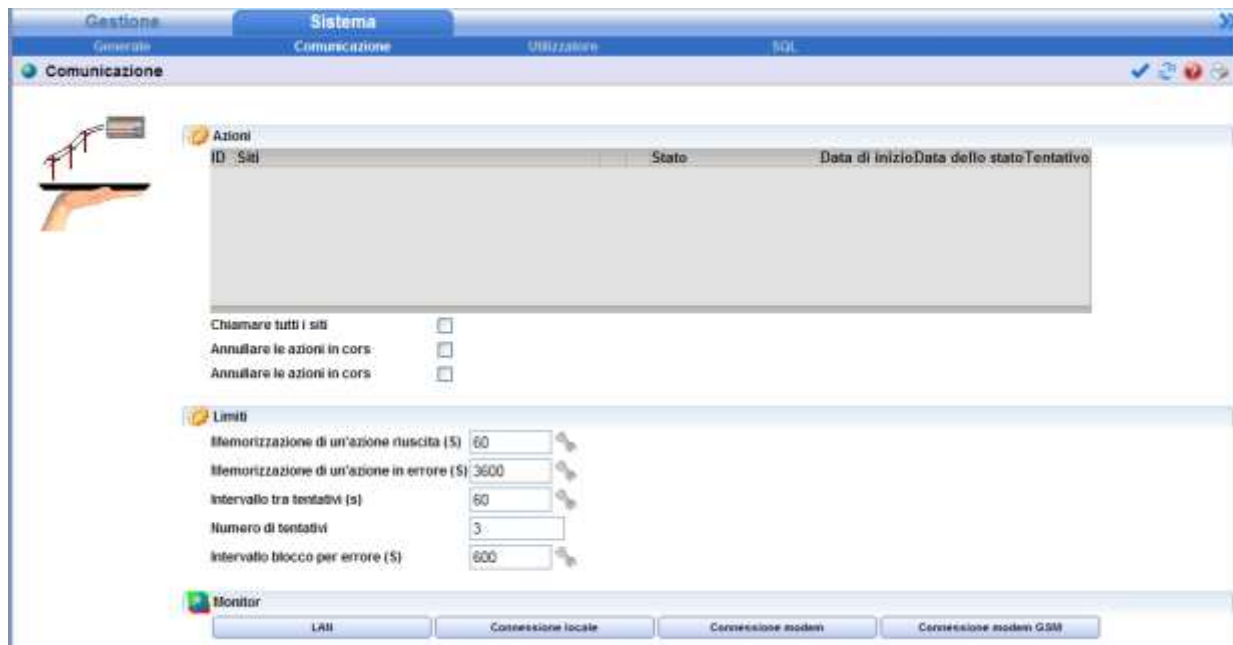 Gestione Sistema
Generale Comunicazione Utilizzatore SQL
Comunicazione
Azioni
ID Siti Stato Data di inizio Data dello stato Tentativo
Chiamare tutti i siti
Annullare le azioni in cors
Annullare le azioni in cors
Limiti
Memorizzazione di un'azione riuscita (S) 60
Memorizzazione di un'azione in errore (S) 3600
Intervallo tra tentativi (s) 60
Numero di tentativi 3
Intervallo blocco per errore (S) 600
Monitor
LAN Connessione locale Connessione modem Connessione modem GSM